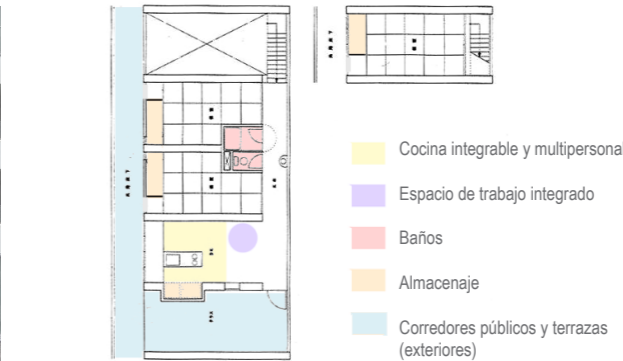 Cocina integrable y multipersonal
Espacio de trabajo integrado
Baños
Almacenaje
Corredores públicos y terrazas
(exteriores)